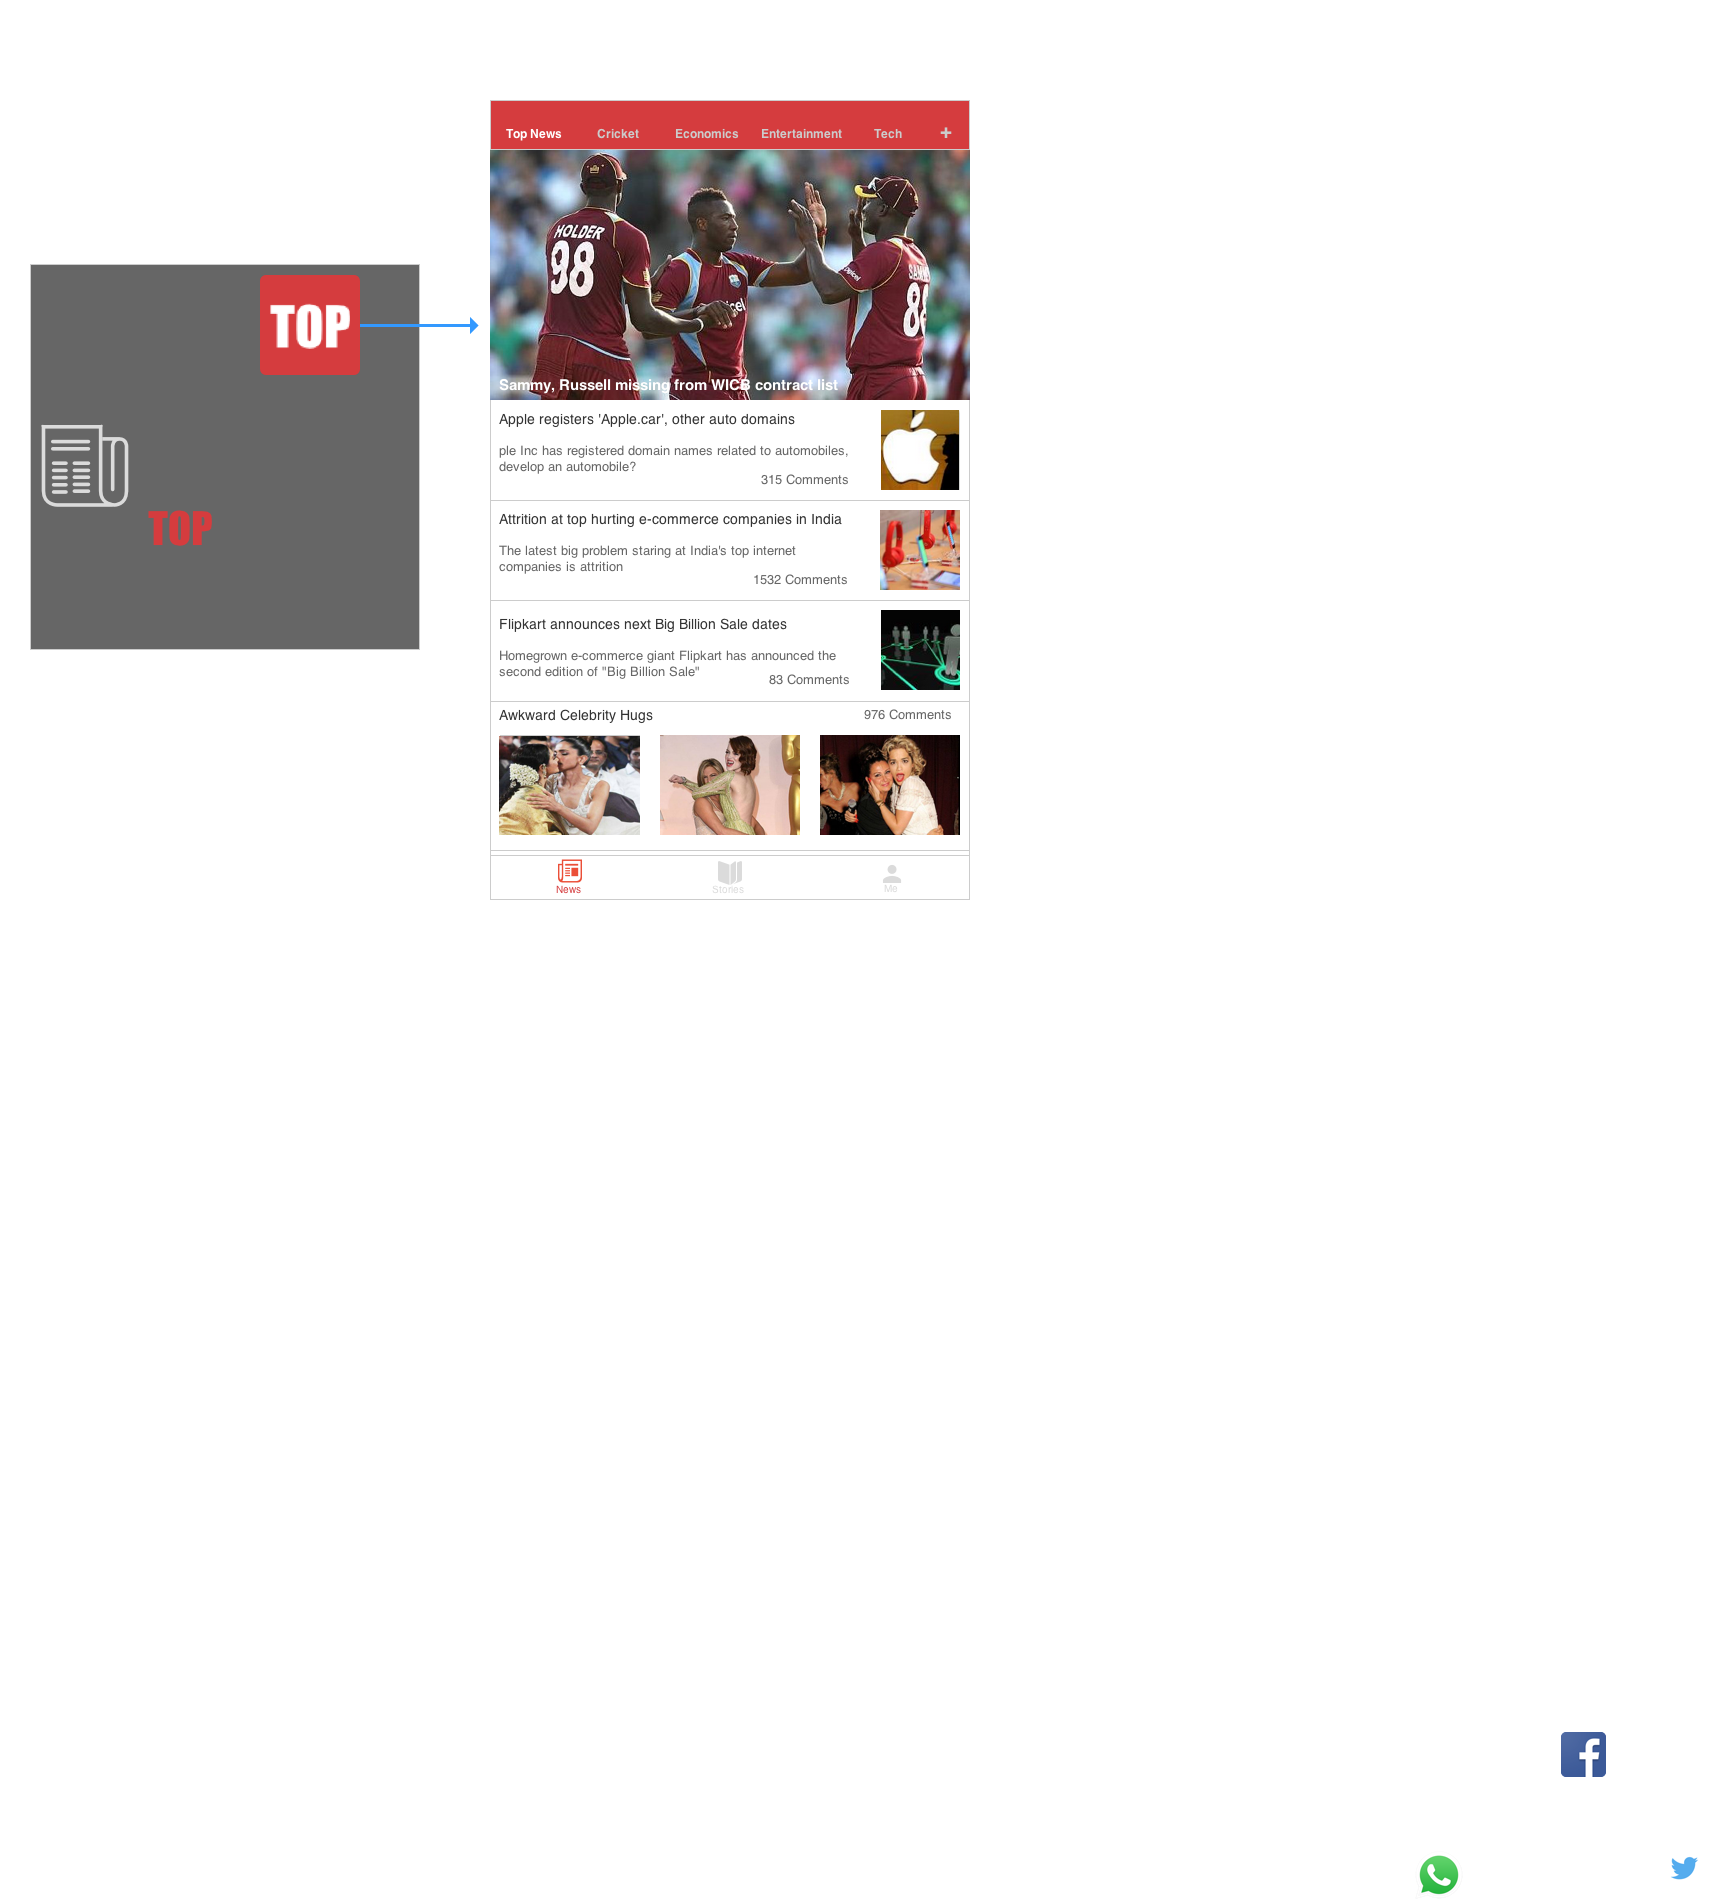 Top News Cricket Economics Entertainment Tech +
HOLDER
98
SAMM
88
Sammy, Russell missing from WICB contract list
TOP
TOP
Apple registers 'Apple.car', other auto domains
ple Inc has registered domain names related to automobiles,
develop an automobile?
315 Comments
Attrition at top hurting e-commerce companies in India
The latest big problem staring at India's top internet
companies is attrition
1532 Comments
Flipkart announces next Big Billion Sale dates
Homegrown e-commerce giant Flipkart has announced the
second edition of "Big Billion Sale"
83 Comments
Awkward Celebrity Hugs
976 Comments
News Stories Me